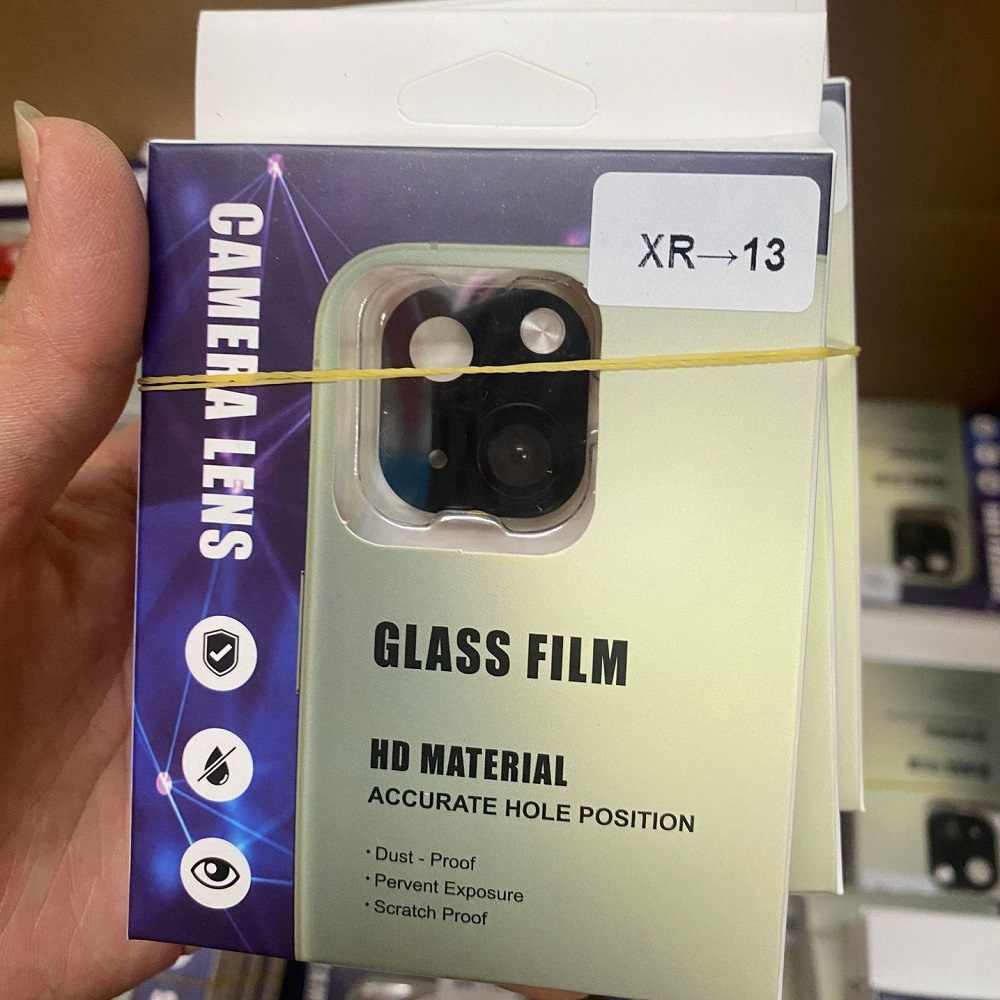 CAMERA LENS
XR→13
GLASS FILM
HD MATERIAL
ACCURATE HOLE POSITION
· Dust - Proof
· Pervent Exposure
· Scratch Proof